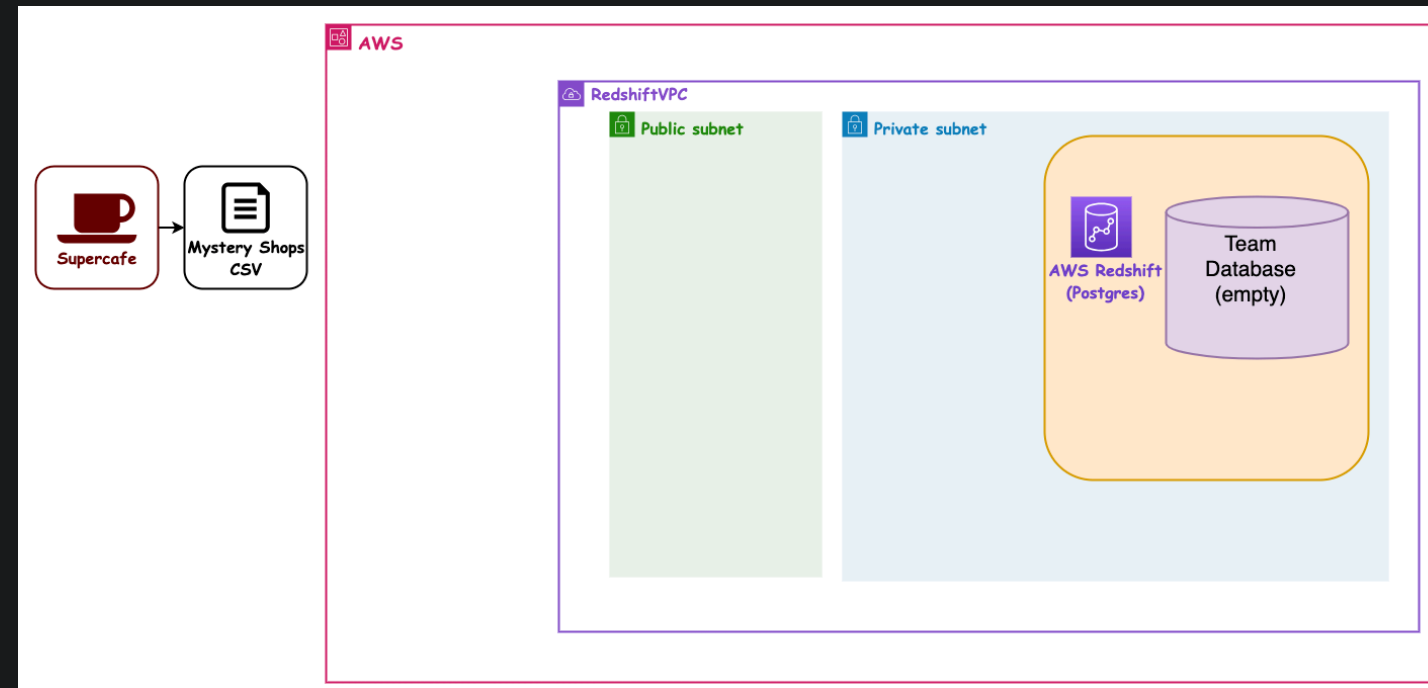 AWS
RedshiftVPC
Public subnet
Private subnet
Supercafe
Mystery Shops
CSV
AWS Redshift
(Postgres)
Team
Database
(empty)